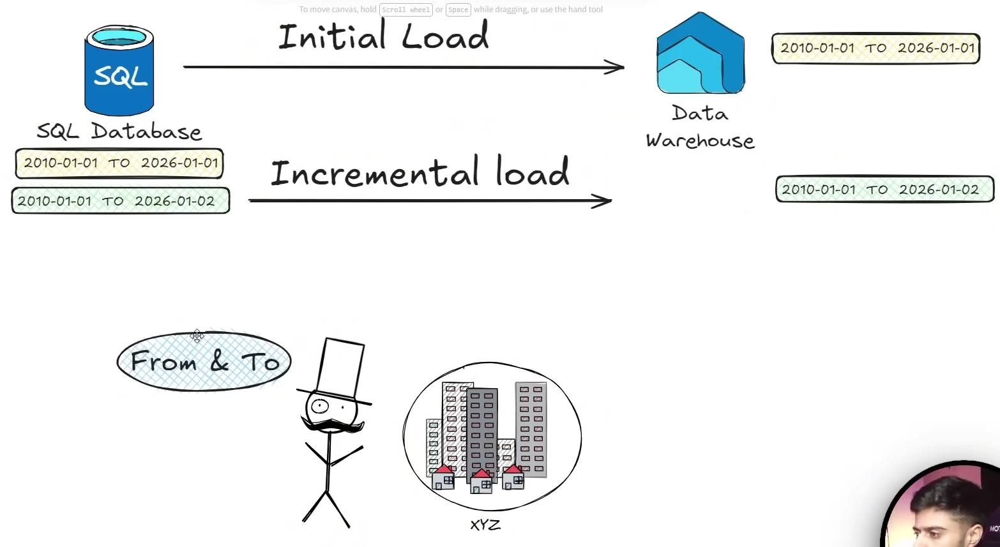 To move canvas, hold Scroll wheel or Space while dragging, or use the hand tool
Initial Load
SQL
2010-01-01 TO 2026-01-01
SQL Database
Data
Warehouse
2010-01-01 TO 2026-01-01
2010-01-01 TO 2026-01-02
Incremental load
2010-01-01 TO 2026-01-02
From & To
XYZ